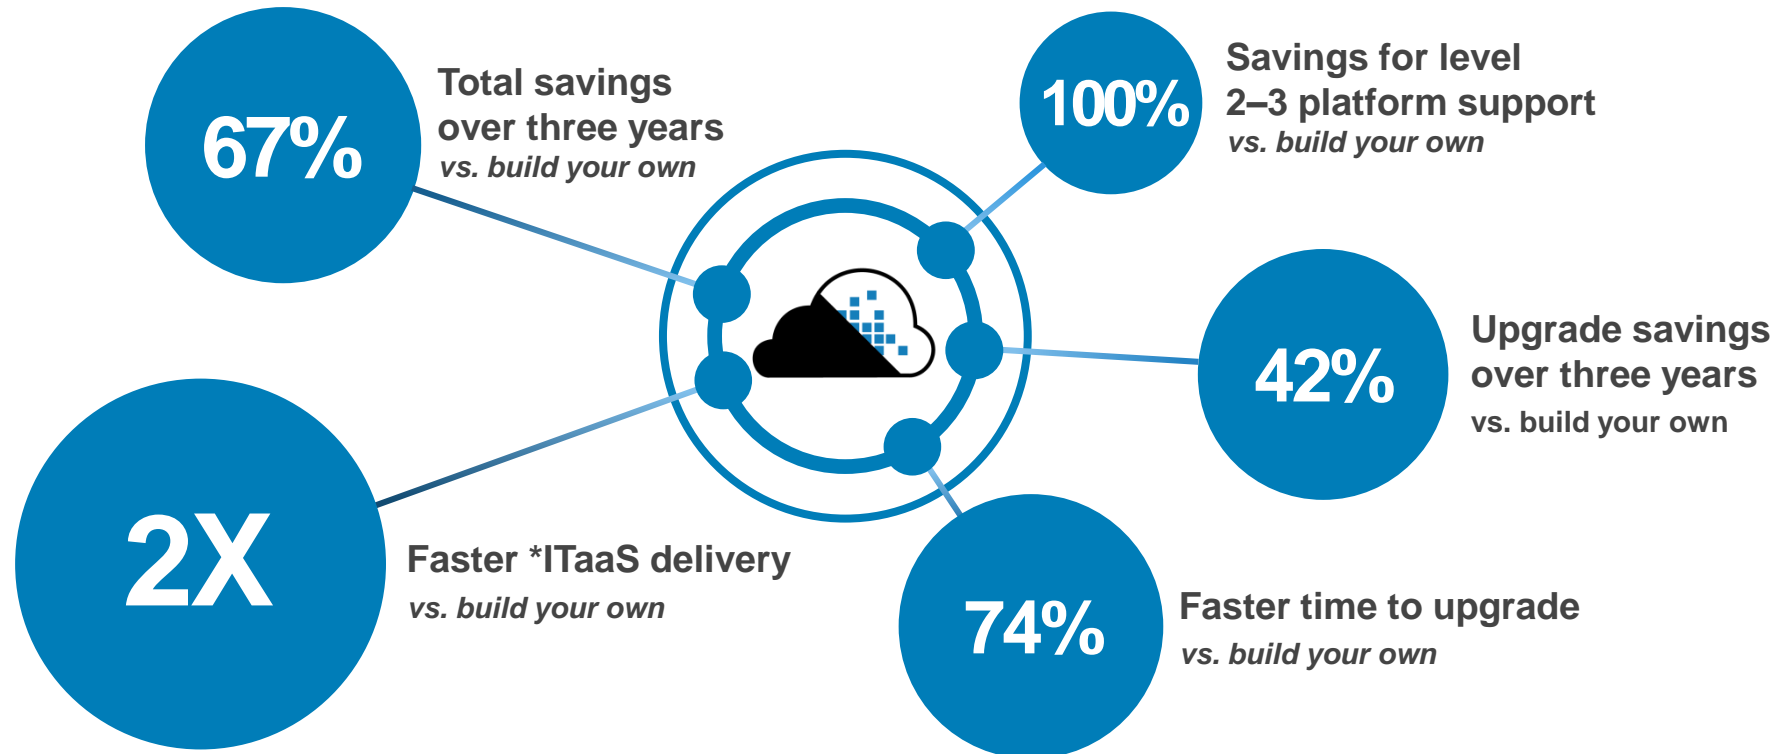 67%
Total savings
over three years
vs. build your own
100%
Savings for level
2–3 platform support
vs. build your own
42%
Upgrade savings
over three years
vs. build your own
2X
Faster *ITaaS delivery
vs. build your own
74%
Faster time to upgrade
vs. build your own